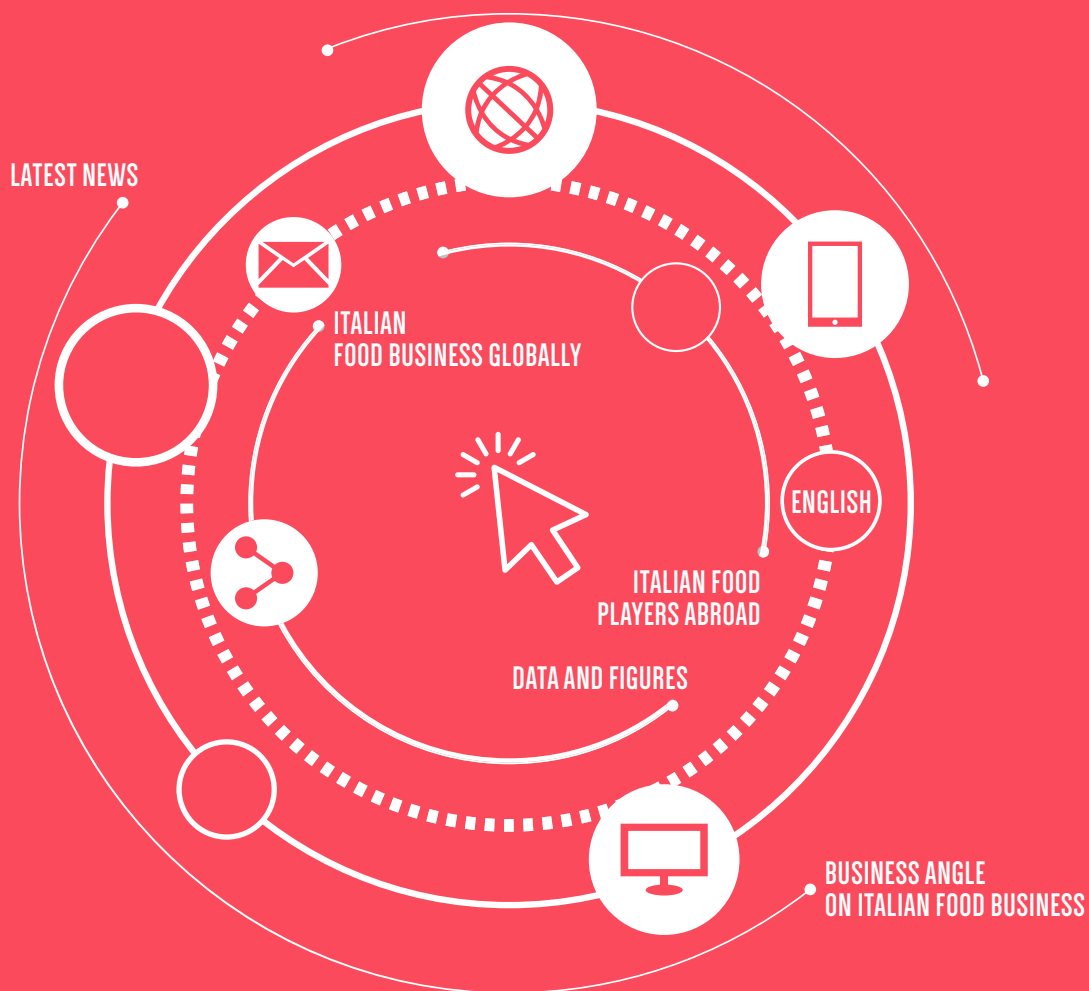 LATEST NEWS
ITALIAN
FOOD BUSINESS GLOBALLY
ENGLISH
ITALIAN FOOD
PLAYERS ABROAD
DATA AND FIGURES
BUSINESS ANGLE
ON ITALIAN FOOD BUSINESS